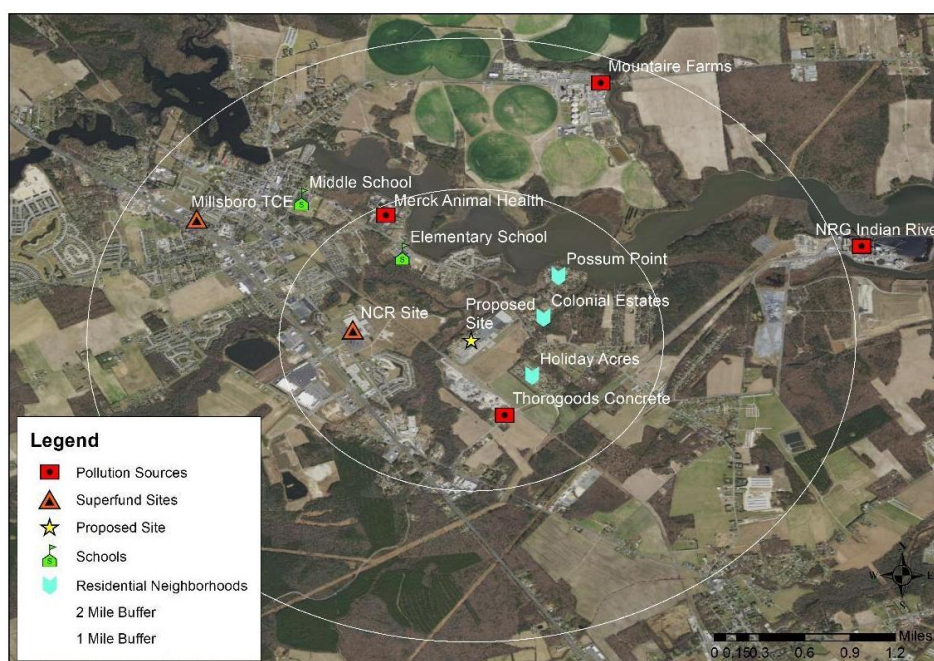 Mountaire Farms
Middle School
Millsboro TCE
Merck Animal Health
Elementary School
NRG Indian Rive
Possum Point
Colonial Estates
NCR Site
Proposed
Site
Holiday Acres
Thorogoods Concrete
Legend
Pollution Sources
Superfund Sites
Proposed Site
Schools
Residential Neighborhoods
2 Mile Buffer
1 Mile Buffer
N
W E
S
Miles
0 0.15 0.3 0.6 0.9 1.2